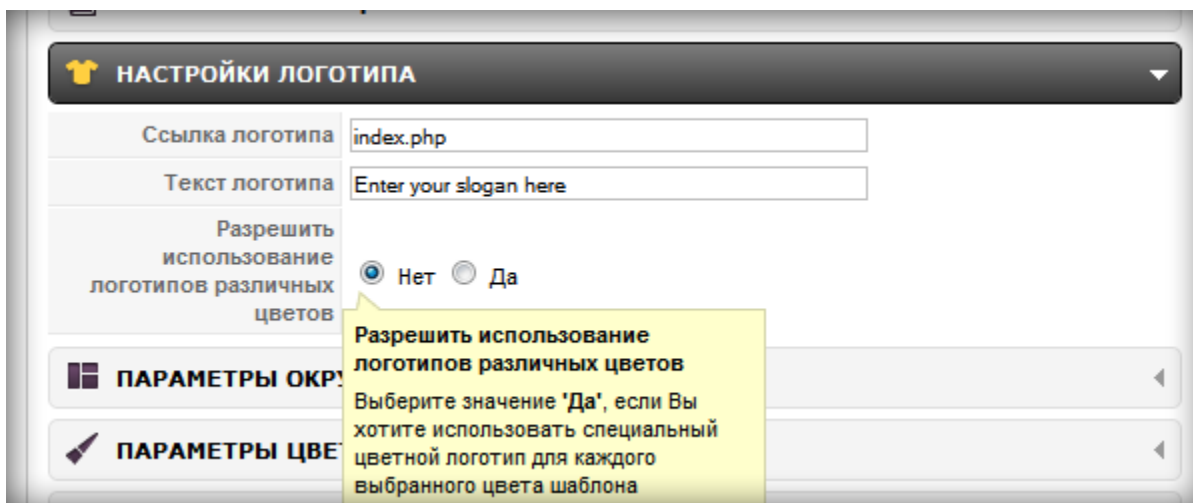 НАСТРОЙКИ ЛОГОТИПА
Ссылка логотипа
index.php
Текст логотипа
Enter your slogan here
Разрешить
использование
логотипов различных
цветов
Нет Да
Разрешить использование
логотипов различных цветов
Выберите значение 'Да', если Вы
хотите использовать специальный
цветной логотип для каждого
выбранного цвета шаблона
ПАРАМЕТРЫ
ПАРАМЕТРЫ